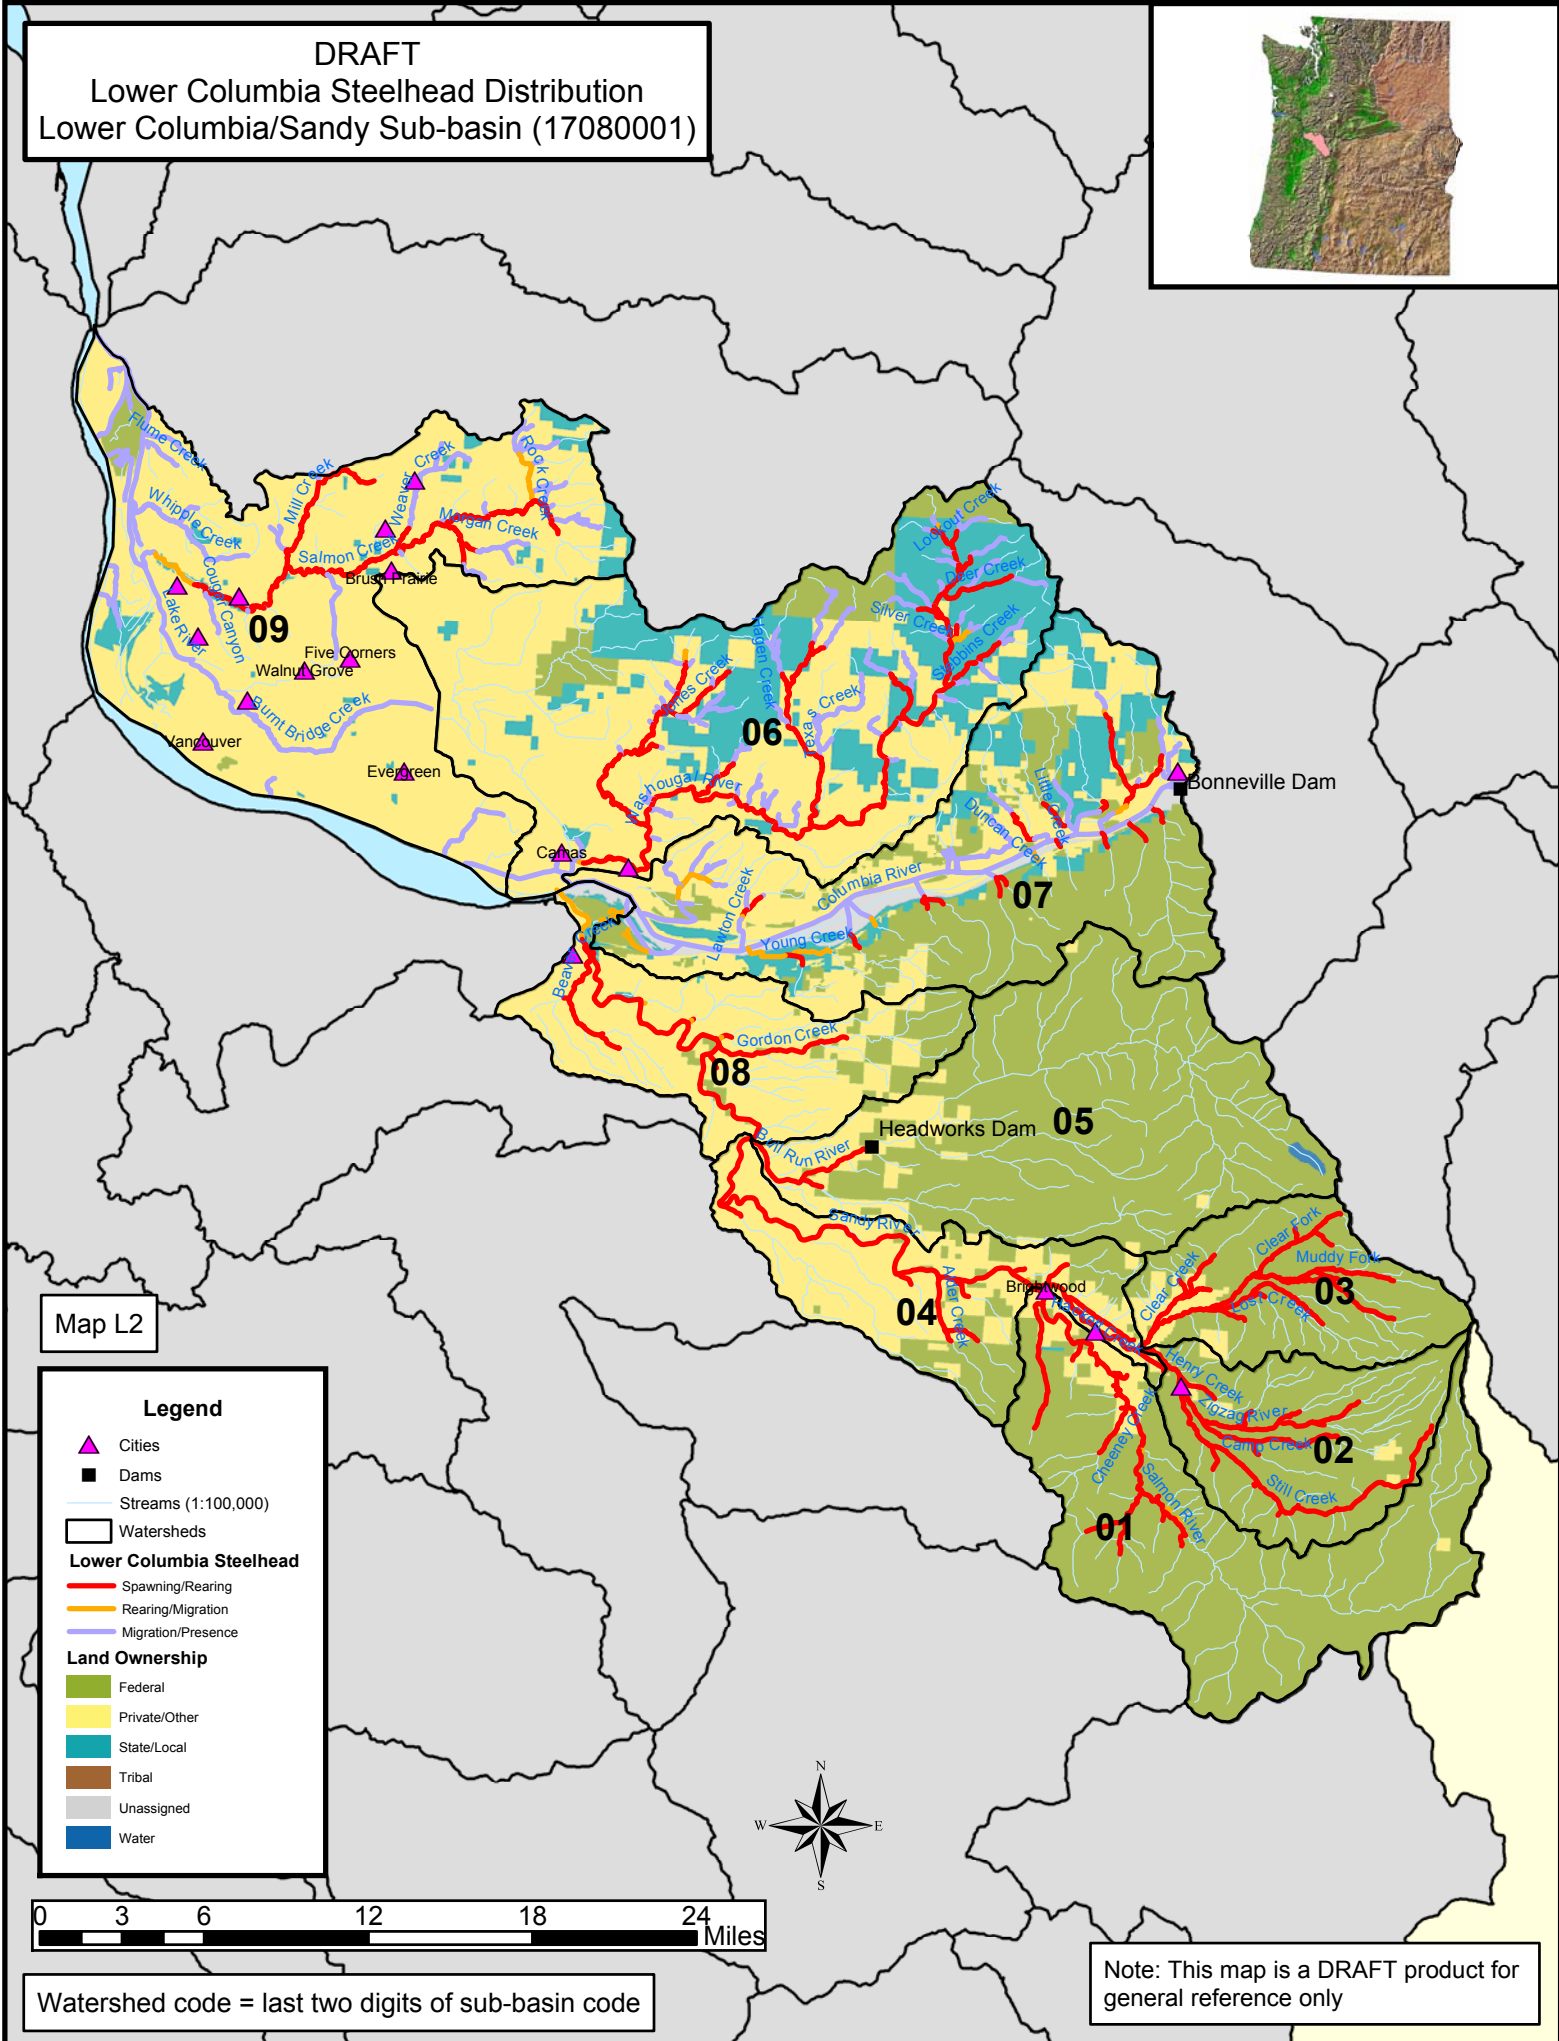 DRAFT
Lower Columbia Steelhead Distribution
Lower Columbia/Sandy Sub-basin (17080001)
Flume Creek
Whipple Creek
Mill Creek
Weaver Creek
Rock Creek
Morgan Creek
Salmon Creek
Brush Prairie
Cougar Canyon
Lake River
09
Five Corners
Walnut Grove
Burnt Bridge Creek
Vancouver
Evergreen
Lookout Creek
Deer Creek
Silver Creek
Stebbins Creek
Hagen Creek
Jones Creek
Texas Creek
06
Washougal River
Little Creek
Duncan Creek
Bonneville Dam
Camas
Columbia River
07
Lawton Creek
Young Creek
Beaver Creek
Gordon Creek
08
Headworks Dam
05
Bull Run River
Sandy River
Clear Fork
Muddy Fork
Clear Creek
Lost Creek
03
Alder Creek
04
Brightwood
Hackett Creek
Henry Creek
Zigzag River
Camp Creek
02
Still Creek
Cheeney Creek
Salmon River
01
Map L2
Legend
Cities
Dams
Streams (1:100,000)
Watersheds
Lower Columbia Steelhead
Spawning/Rearing
Rearing/Migration
Migration/Presence
Land Ownership
Federal
Private/Other
State/Local
Tribal
Unassigned
Water
N
W E
S
0 3 6 12 18 24
Miles
Watershed code = last two digits of sub-basin code
Note: This map is a DRAFT product for
general reference only